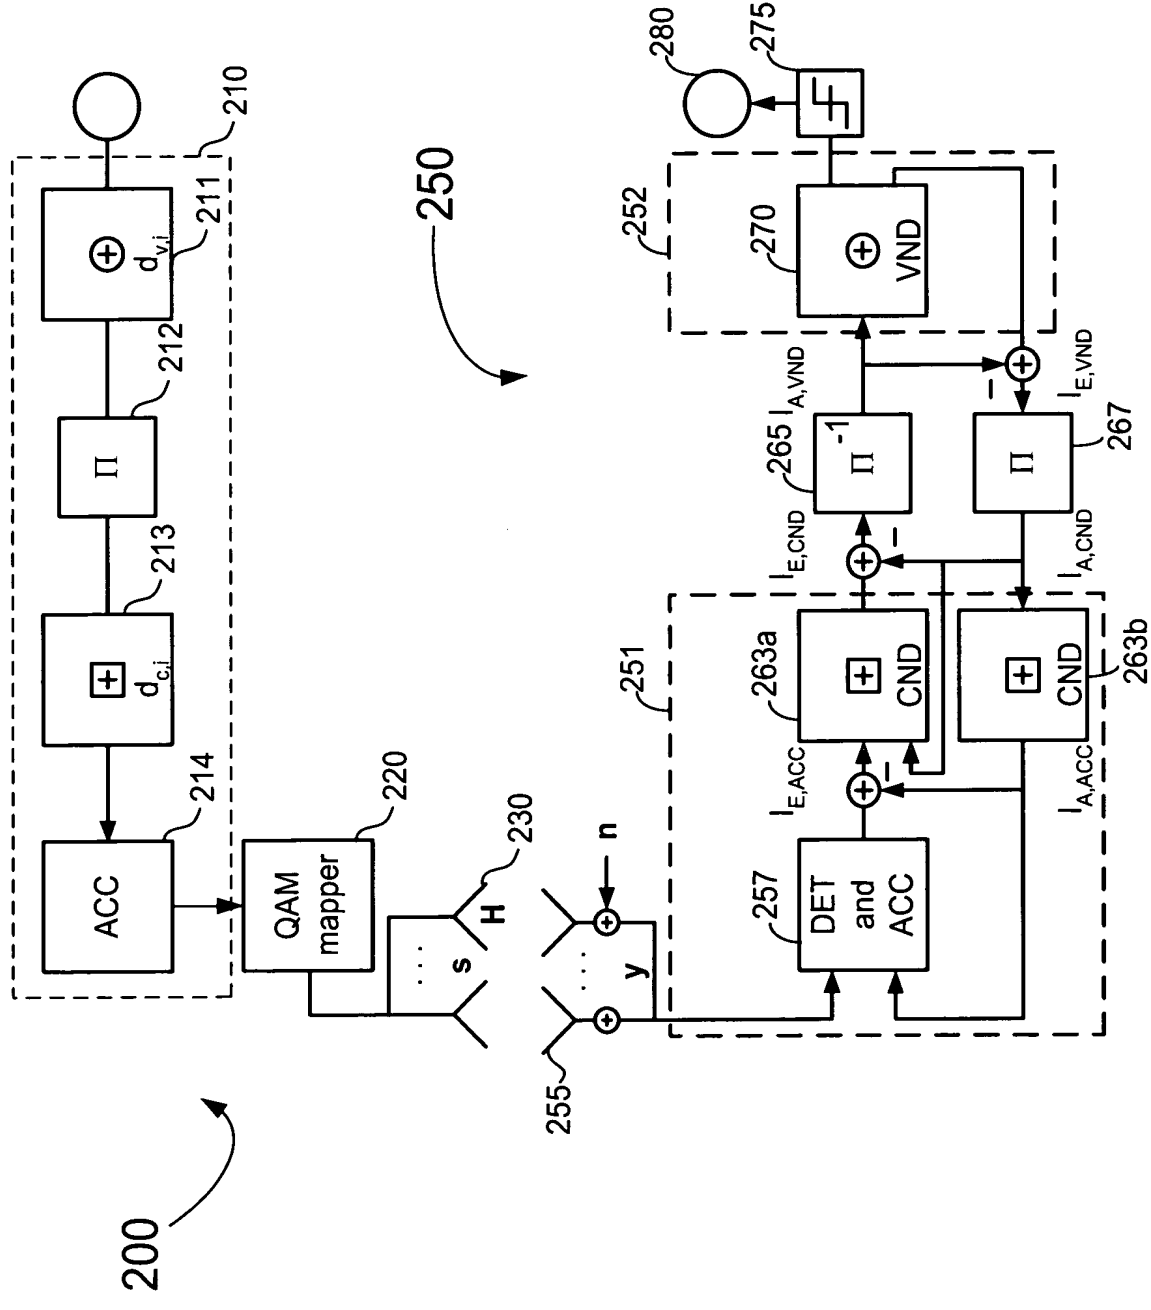 200
210
211
d_v,i
212
Π
213
d_c,i
214
ACC
220
QAM
mapper
230
H
s
255
n
y
250
251
257
DET
and
ACC
I_E,ACC
I_A,ACC
263a
CND
263b
CND
I_E,CND
I_A,CND
265
Π^-1
267
Π
I_A,VND
I_E,VND
252
270
VND
275
280